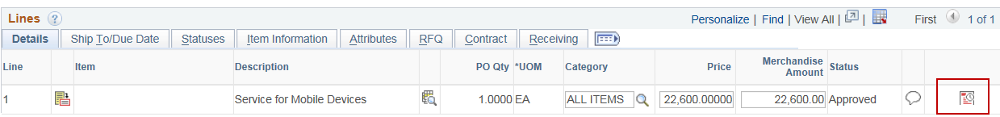 Lines ? Personalize | Find | View All | | First 1 of 1
Details Ship To/Due Date Statuses Item Information Attributes RFQ Contract Receiving
Line Item Description PO Qty *UOM Category Price Merchandise Amount Status
1 Service for Mobile Devices 1.0000 EA ALL ITEMS 22,600.00000 22,600.00 Approved